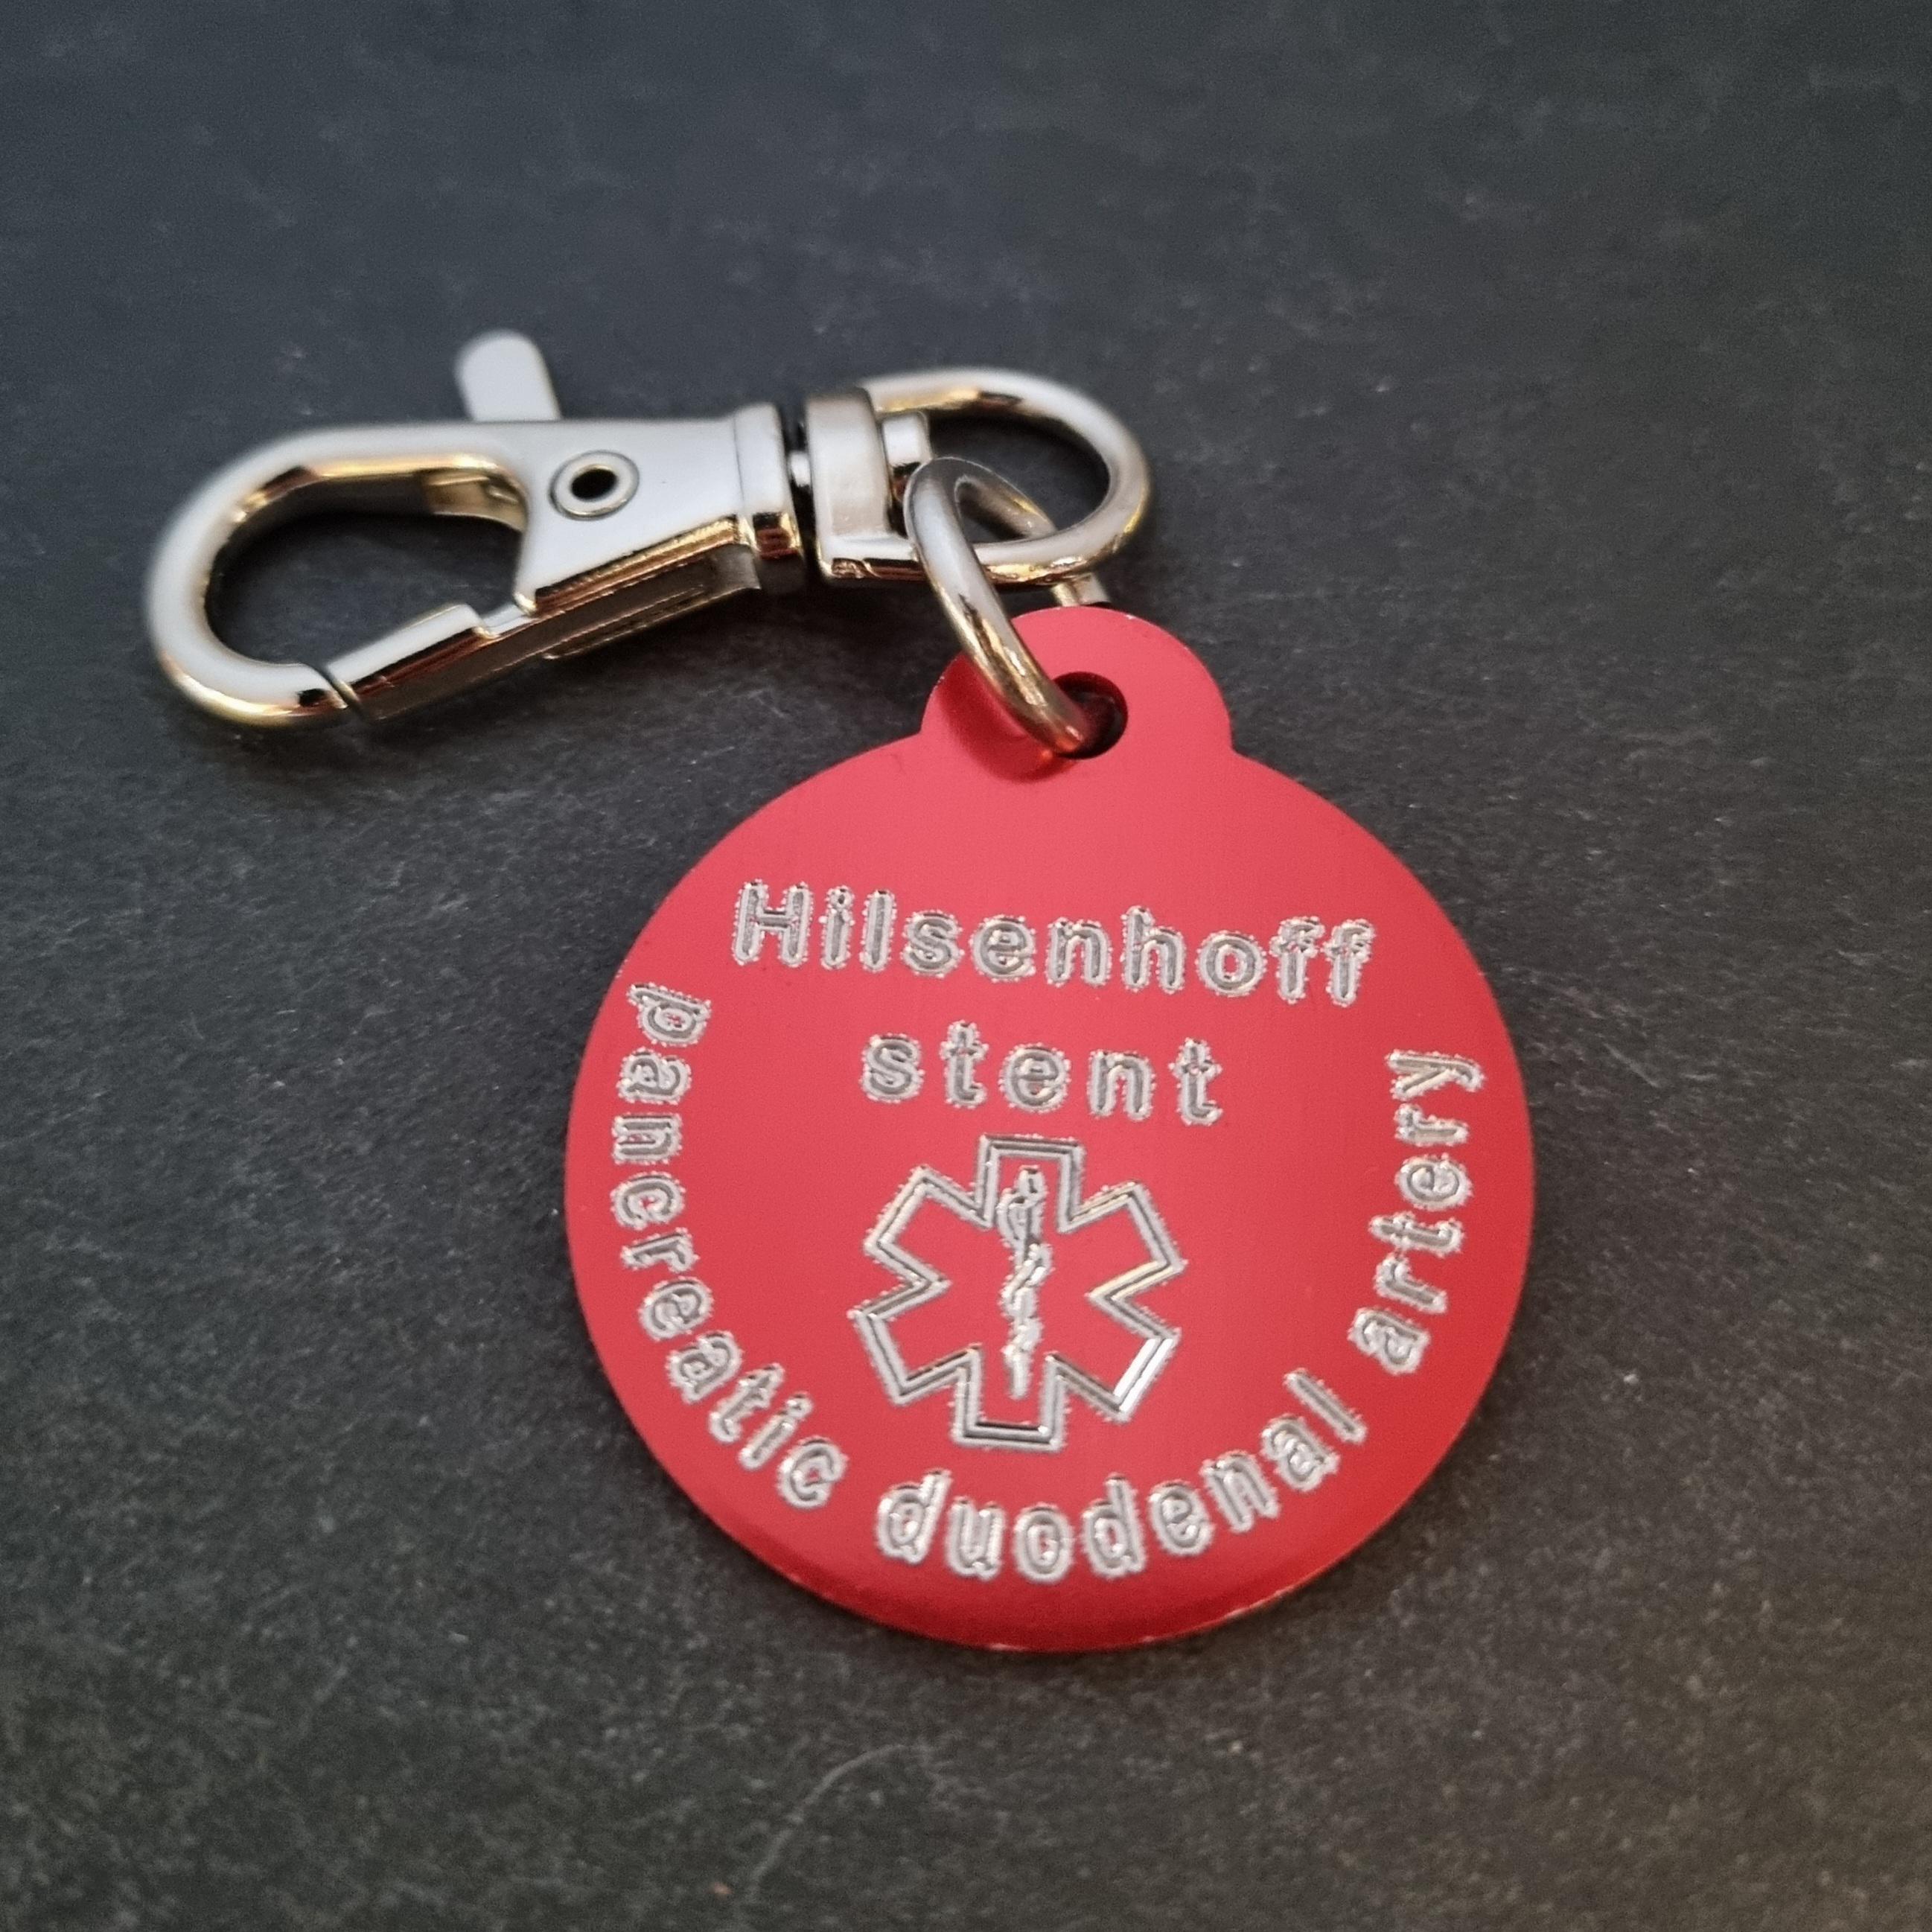 Hilsenhoff
stent
pancreatic duodenal artery